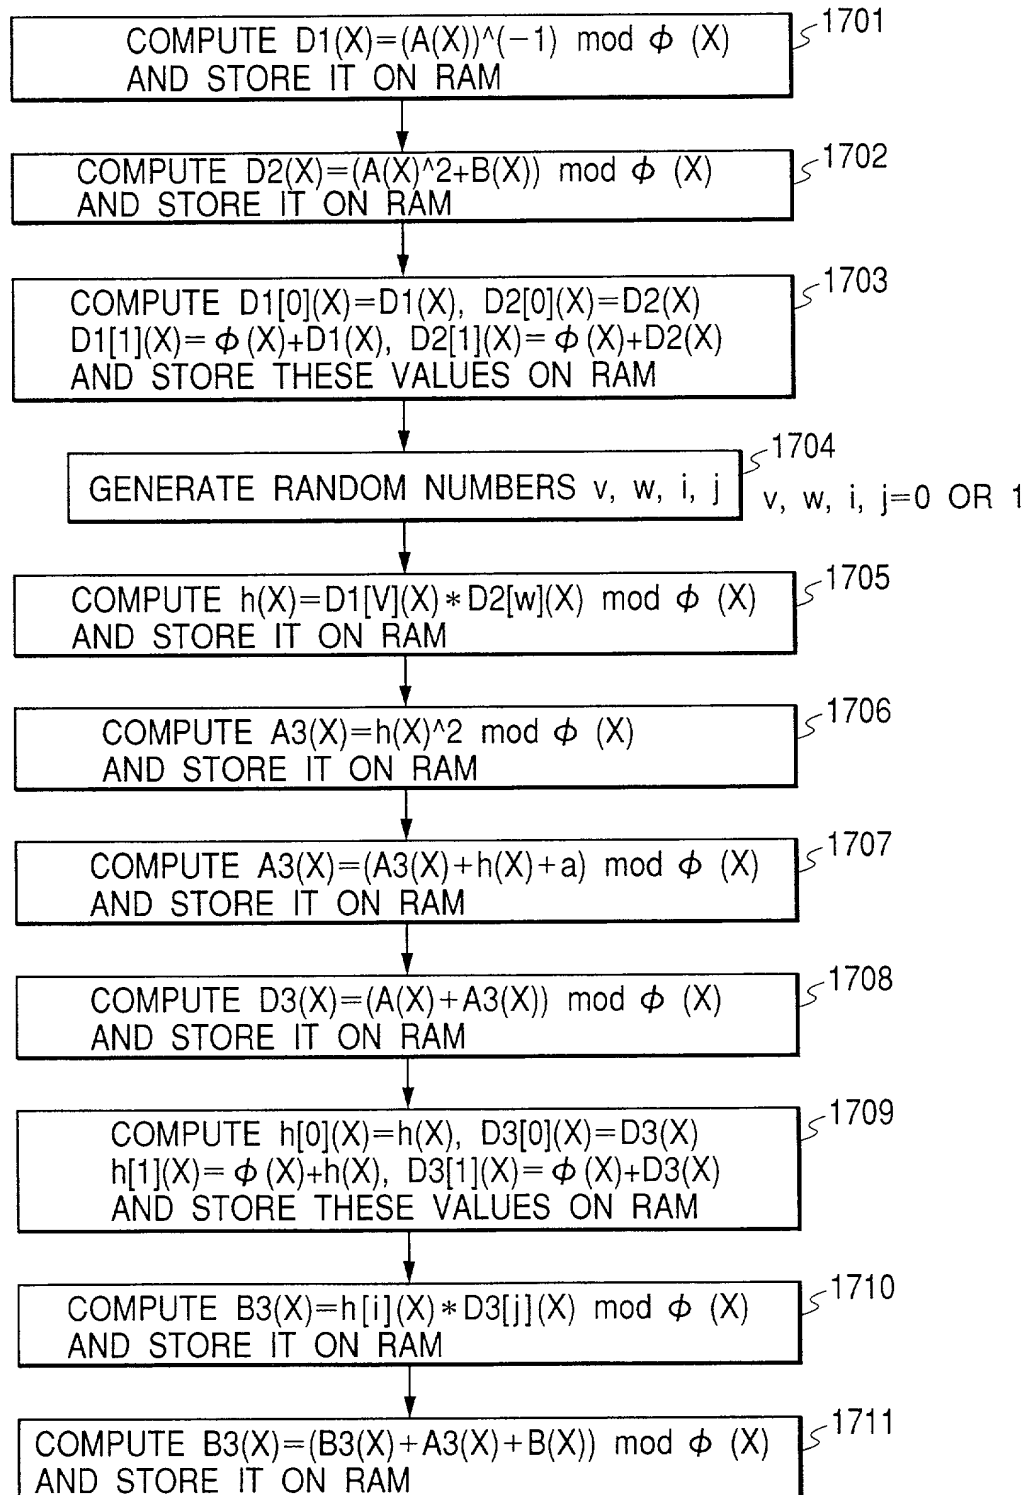 COMPUTE D1(X)=(A(X))^(-1) mod ϕ (X)
AND STORE IT ON RAM
1701
COMPUTE D2(X)=(A(X)^2+B(X)) mod ϕ (X)
AND STORE IT ON RAM
1702
COMPUTE D1[0](X)=D1(X), D2[0](X)=D2(X)
D1[1](X)= ϕ (X)+D1(X), D2[1](X)= ϕ (X)+D2(X)
AND STORE THESE VALUES ON RAM
1703
GENERATE RANDOM NUMBERS v, w, i, j
1704
v, w, i, j=0 OR 1
COMPUTE h(X)=D1[V](X)*D2[w](X) mod ϕ (X)
AND STORE IT ON RAM
1705
COMPUTE A3(X)=h(X)^2 mod ϕ (X)
AND STORE IT ON RAM
1706
COMPUTE A3(X)=(A3(X)+h(X)+a) mod ϕ (X)
AND STORE IT ON RAM
1707
COMPUTE D3(X)=(A(X)+A3(X)) mod ϕ (X)
AND STORE IT ON RAM
1708
COMPUTE h[0](X)=h(X), D3[0](X)=D3(X)
h[1](X)= ϕ (X)+h(X), D3[1](X)= ϕ (X)+D3(X)
AND STORE THESE VALUES ON RAM
1709
COMPUTE B3(X)=h[i](X)*D3[j](X) mod ϕ (X)
AND STORE IT ON RAM
1710
COMPUTE B3(X)=(B3(X)+A3(X)+B(X)) mod ϕ (X)
AND STORE IT ON RAM
1711